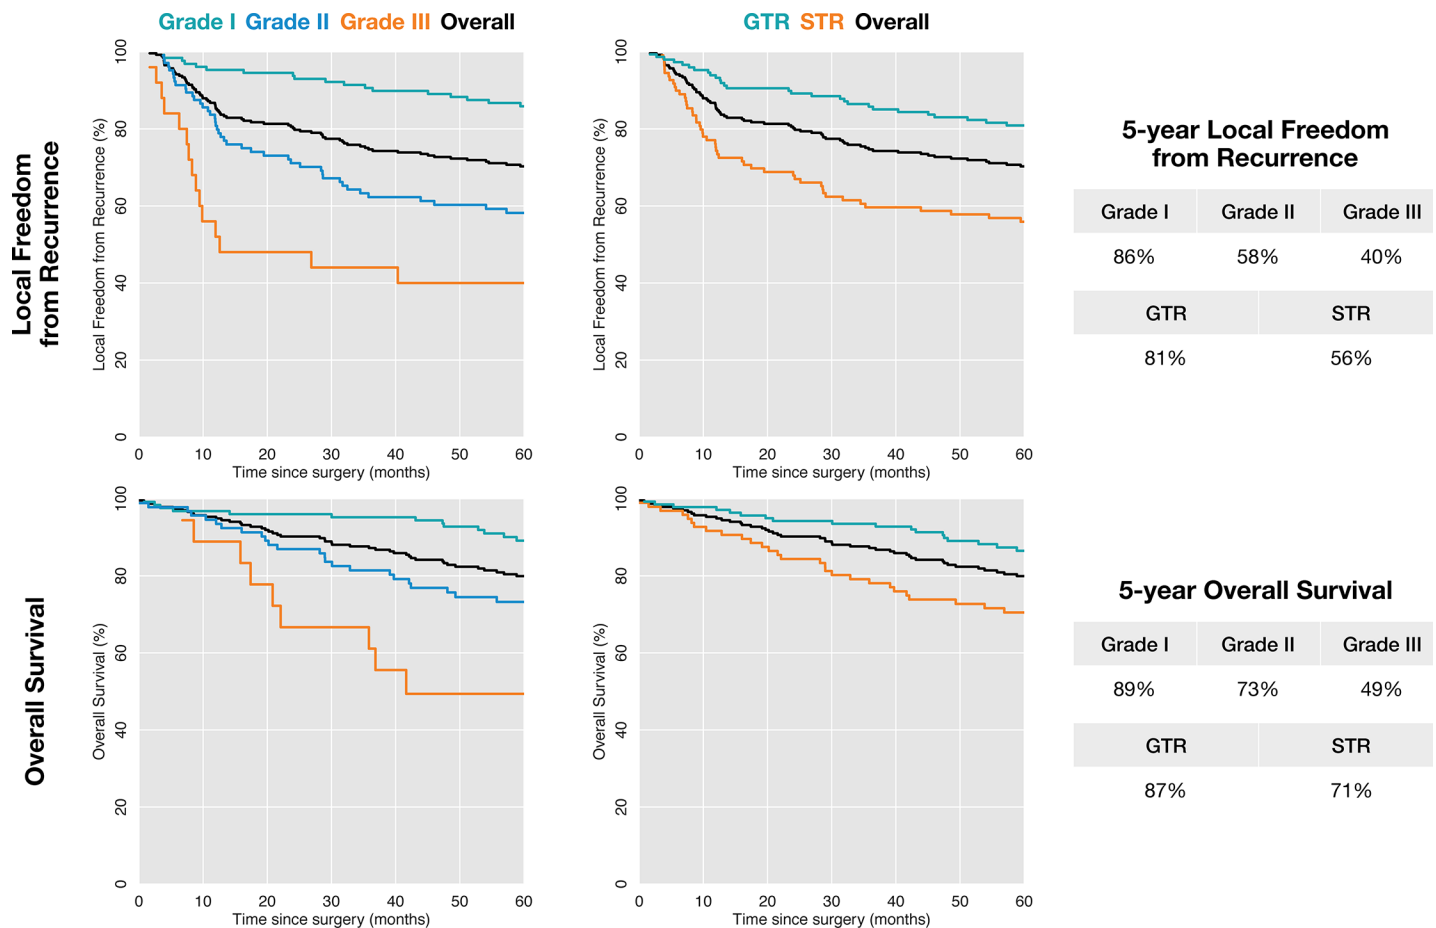 Grade I Grade II Grade III Overall
GTR STR Overall
Local Freedom
from Recurrence
Local Freedom from Recurrence (%)
100
80
60
40
20
0
0 10 20 30 40 50 60
Time since surgery (months)
Local Freedom from Recurrence (%)
100
80
60
40
20
0
0 10 20 30 40 50 60
Time since surgery (months)
5-year Local Freedom
from Recurrence
Grade I Grade II Grade III
86% 58% 40%
GTR STR
81% 56%
Overall Survival
Overall Survival (%)
100
80
60
40
20
0
0 10 20 30 40 50 60
Time since surgery (months)
Overall Survival (%)
100
80
60
40
20
0
0 10 20 30 40 50 60
Time since surgery (months)
5-year Overall Survival
Grade I Grade II Grade III
89% 73% 49%
GTR STR
87% 71%